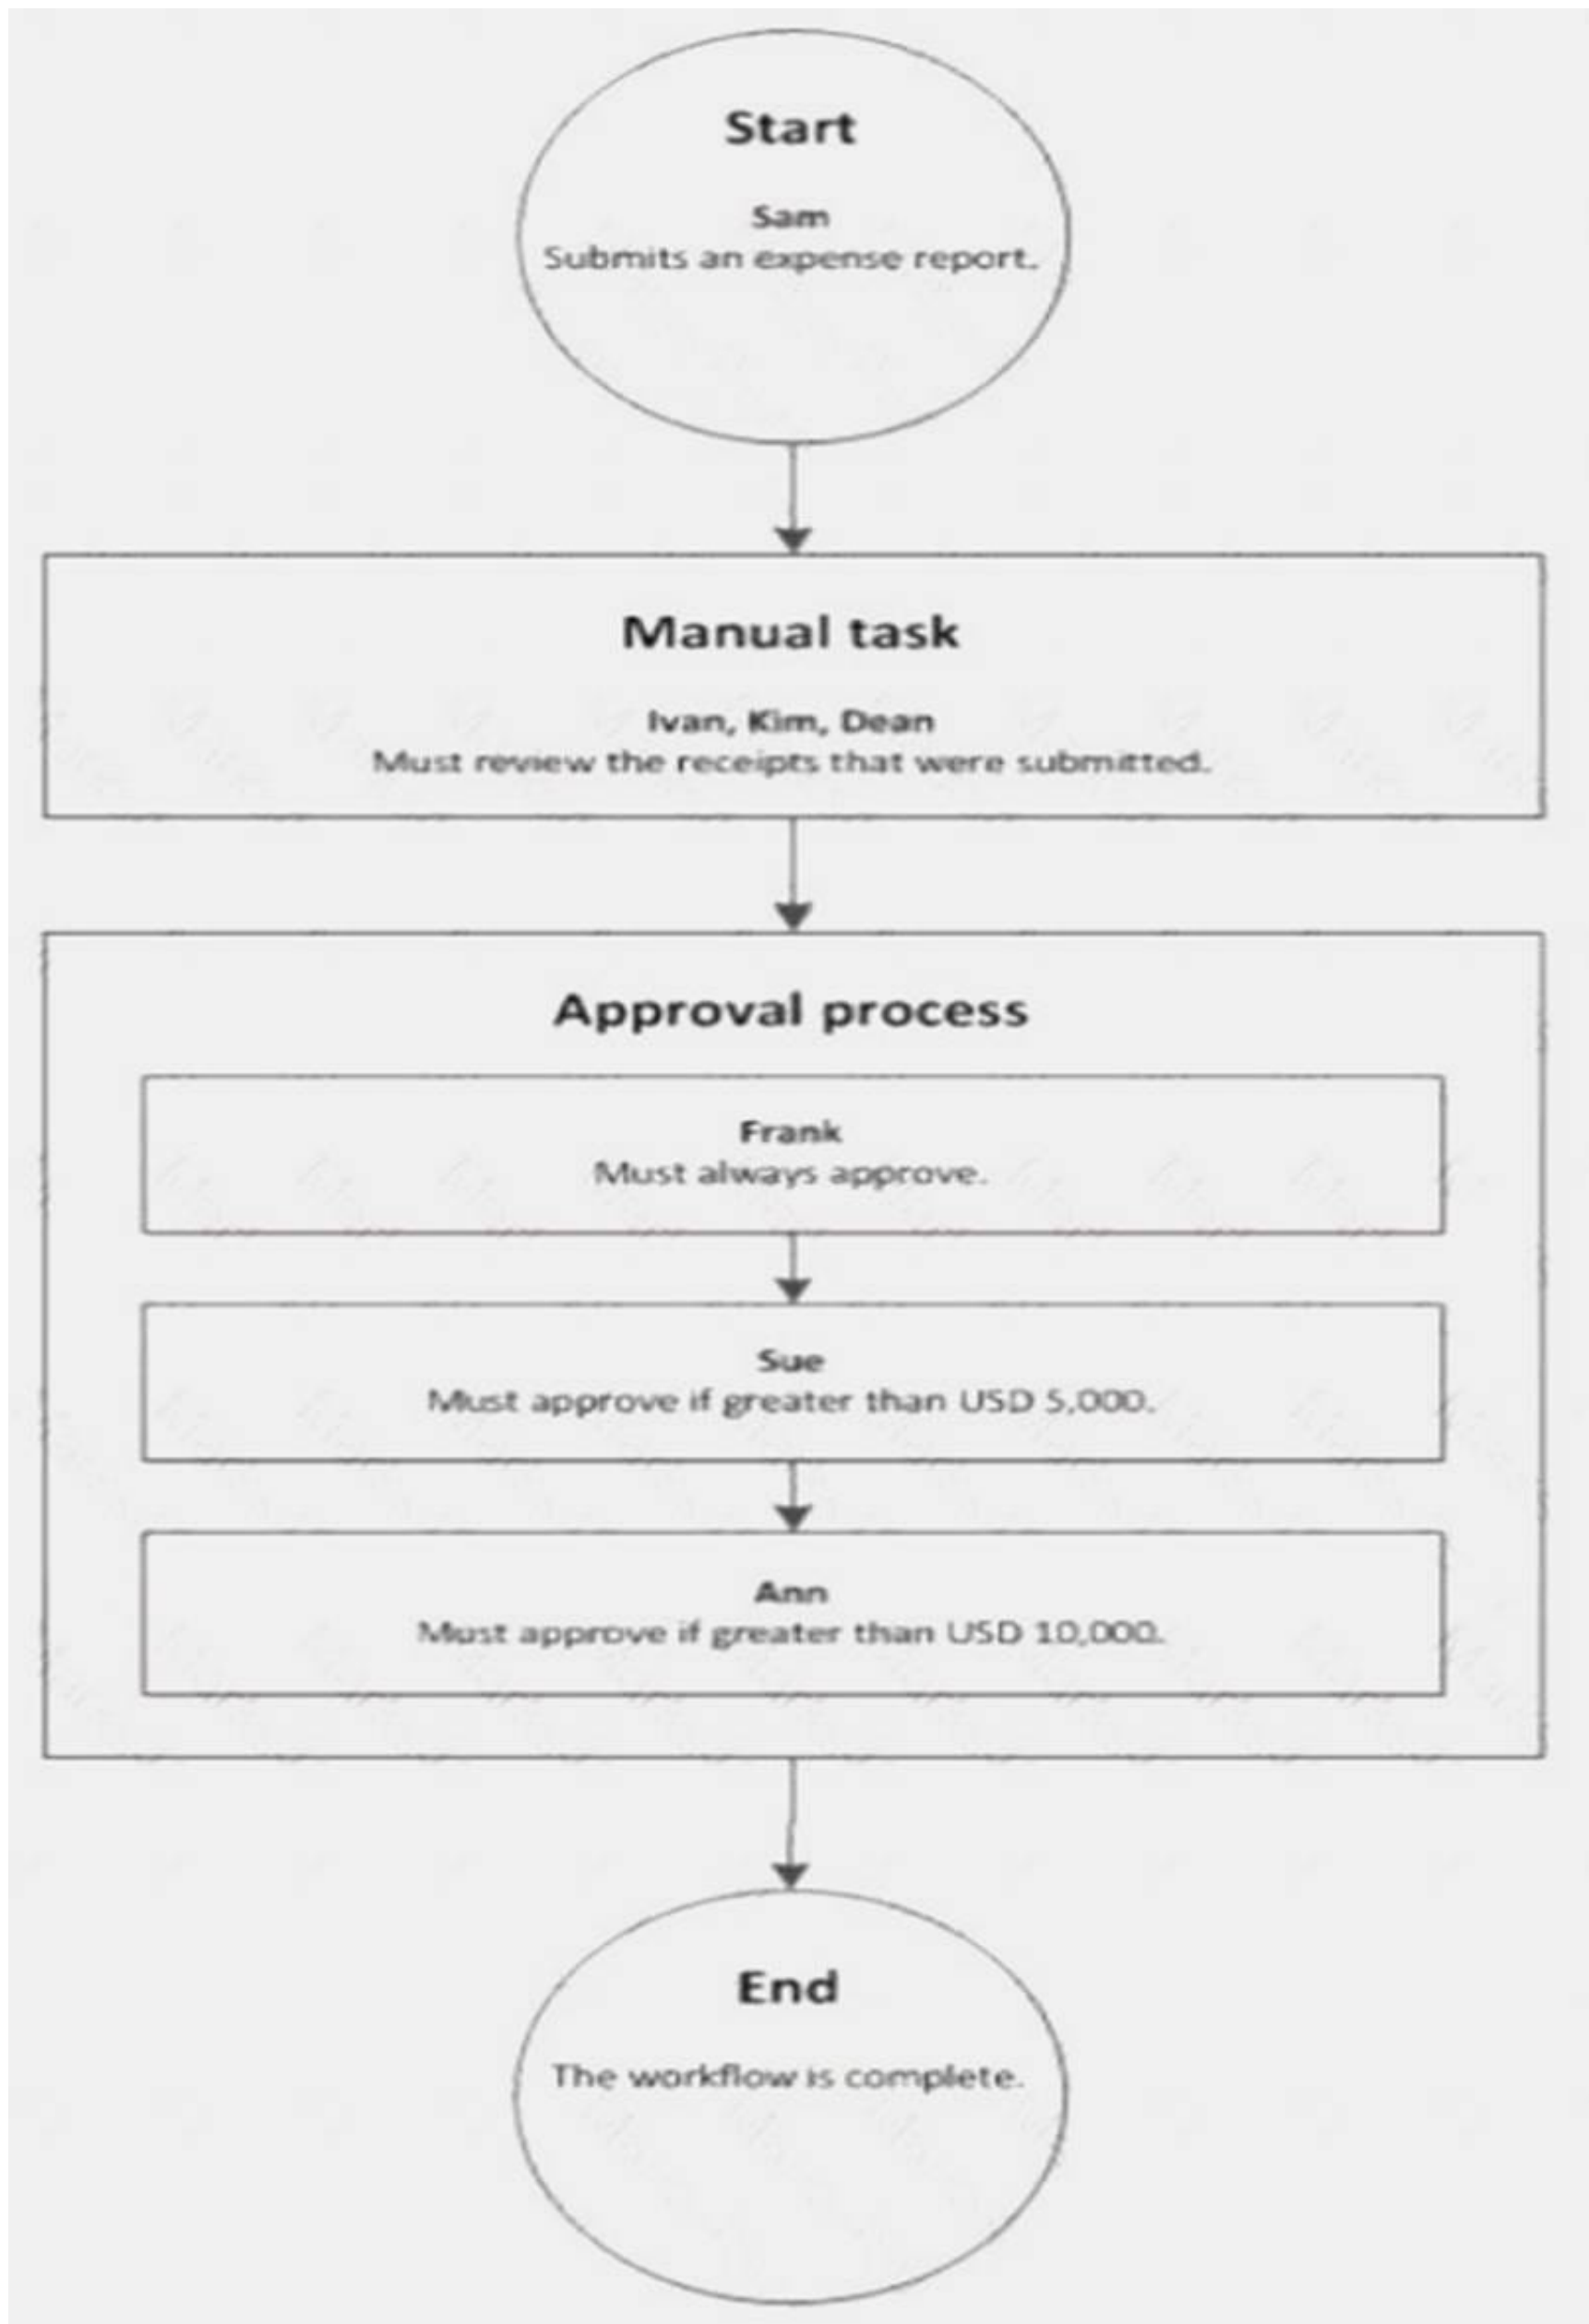 Start
Sam
Submits an expense report.
Manual task
Ivan, Kim, Dean
Must review the receipts that were submitted.
Approval process
Frank
Must always approve.
Sue
Must approve if greater than USD 5,000.
Ann
Must approve if greater than USD 10,000.
End
The workflow is complete.